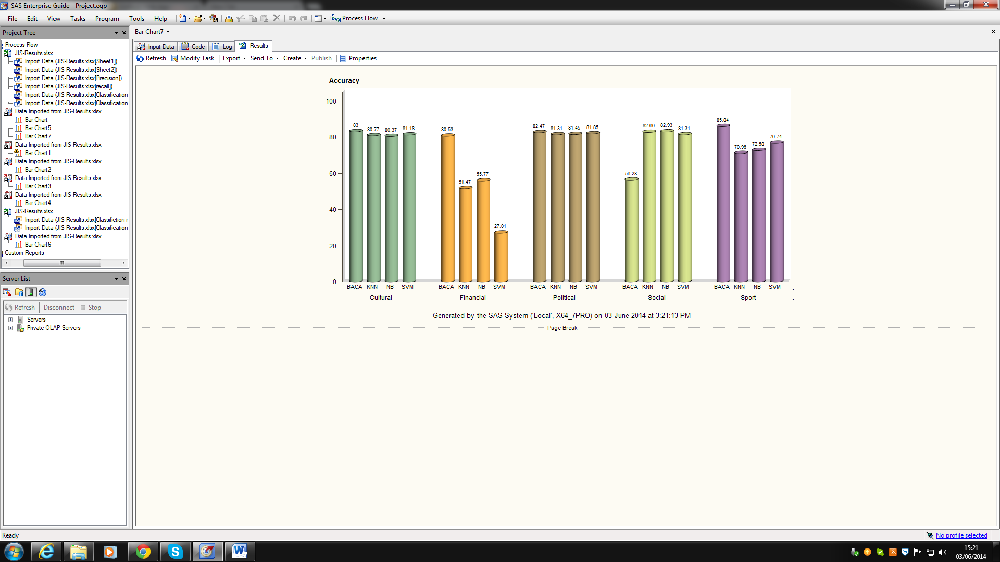 SAS Enterprise Guide - Project.egp
File Edit View Tasks Program Tools Help Process Flow
Project Tree
Process Flow
JIS-Results.xlsx
Import Data (JIS-Results.xlsx[Sheet1])
Import Data (JIS-Results.xlsx[Sheet2])
Import Data (JIS-Results.xlsx[Precision])
Import Data (JIS-Results.xlsx[recall])
Import Data (JIS-Results.xlsx[Classification
Import Data (JIS-Results.xlsx[Classification
Data Imported from JIS-Results.xlsx
Bar Chart
Bar Chart5
Bar Chart7
Data Imported from JIS-Results.xlsx
Bar Chart1
Data Imported from JIS-Results.xlsx
Bar Chart2
Data Imported from JIS-Results.xlsx
Bar Chart3
Data Imported from JIS-Results.xlsx
Bar Chart4
JIS-Results.xlsx
Import Data (JIS-Results.xlsx[Classifiction-r
Import Data (JIS-Results.xlsx[Classification
Data Imported from JIS-Results.xlsx
Bar Chart6
Custom Reports
Server List
Refresh Disconnect Stop
Servers
Private OLAP Servers
Bar Chart7
Input Data Code Log Results
Refresh Modify Task Export Send To Create Publish Properties
Accuracy
100
80
60
40
20
0
83 80.77 80.37 81.18
80.53 51.47 55.77 27.01
82.47 81.31 81.45 81.85
56.28 82.66 82.93 81.31
85.84 70.96 72.58 76.74
BACA KNN NB SVM BACA KNN NB SVM BACA KNN NB SVM BACA KNN NB SVM BACA KNN NB SVM .
Cultural Financial Political Social Sport .
Generated by the SAS System ('Local', X64_7PRO) on 03 June 2014 at 3:21:13 PM
Page Break
Ready
No profile selected
15:21
03/06/2014